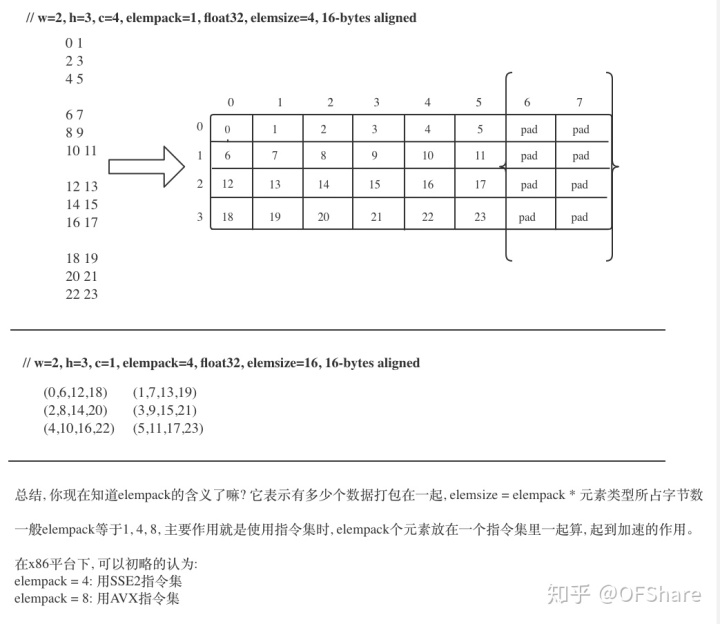 // w=2, h=3, c=4, elempack=1, float32, elemsize=4, 16-bytes aligned
0 1
2 3
4 5
6 7
8 9
10 11
12 13
14 15
16 17
18 19
20 21
22 23
0 1 2 3 4 5 6 7
0 0 1 2 3 4 5 pad pad
1 6 7 8 9 10 11 pad pad
2 12 13 14 15 16 17 pad pad
3 18 19 20 21 22 23 pad pad
// w=2, h=3, c=1, elempack=4, float32, elemsize=16, 16-bytes aligned
(0,6,12,18) (1,7,13,19)
(2,8,14,20) (3,9,15,21)
(4,10,16,22) (5,11,17,23)
总结, 你现在知道elempack的含义了嘛? 它表示有多少个数据打包在一起, elemsize = elempack * 元素类型所占字节数
一般elempack等于1, 4, 8, 主要作用就是使用指令集时, elempack个元素放在一个指令集里一起算, 起到加速的作用。
在x86平台下, 可以初略的认为:
elempack = 4: 用SSE2指令集
elempack = 8: 用AVX指令集
知乎 @OFShare